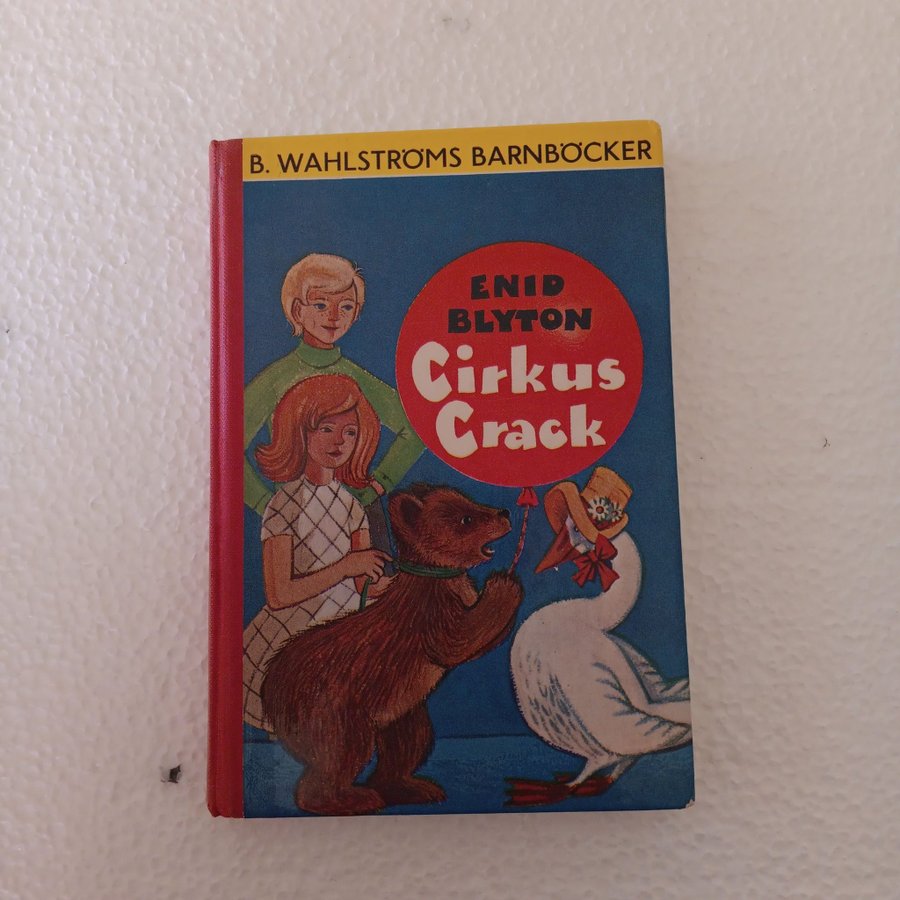 B. WAHLSTRÖMS BARNBÖCKER
ENID
BLYTON
Cirkus
Crack